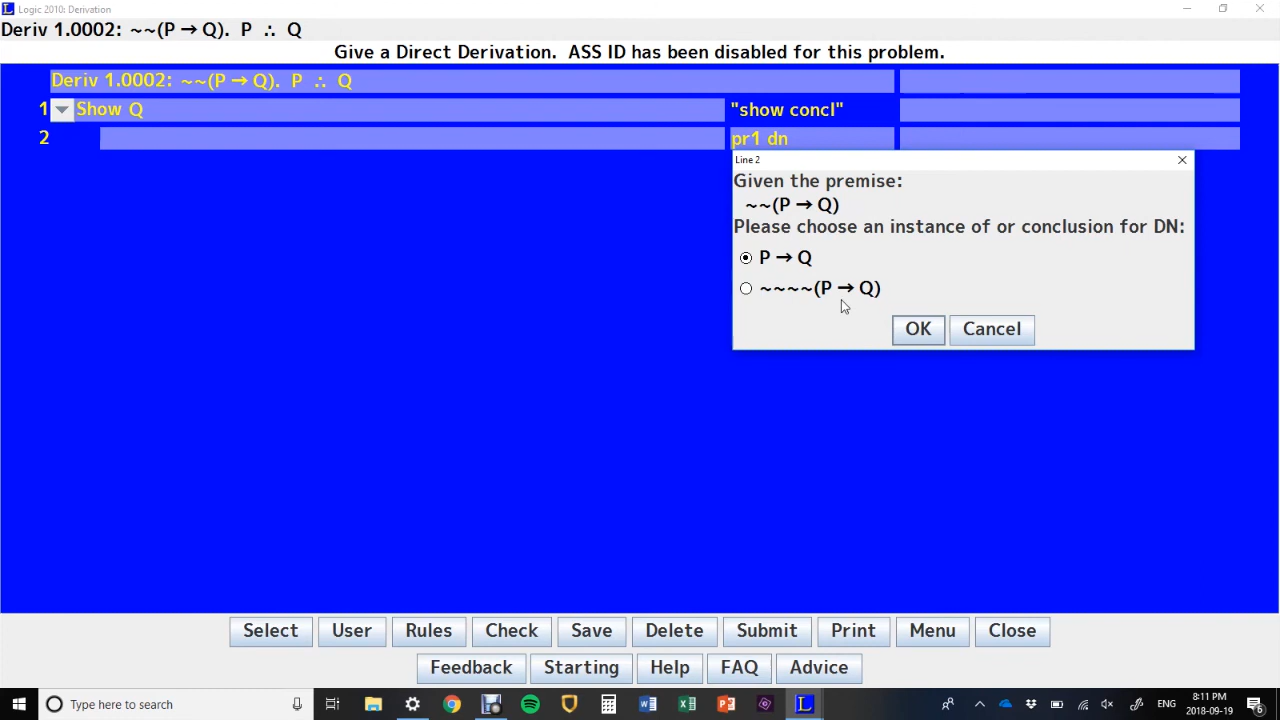 Logic 2010: Derivation
Deriv 1.0002: ~~(P → Q). P ∴ Q
Give a Direct Derivation. ASS ID has been disabled for this problem.
Deriv 1.0002: ~~(P → Q). P ∴ Q
1 Show Q "show concl"
2 pr1 dn
Line 2
Given the premise:
~~(P → Q)
Please choose an instance of or conclusion for DN:
P → Q
~~~~(P → Q)
OK Cancel
Select User Rules Check Save Delete Submit Print Menu Close
Feedback Starting Help FAQ Advice
Type here to search
ENG
8:11 PM
2018-09-19
6